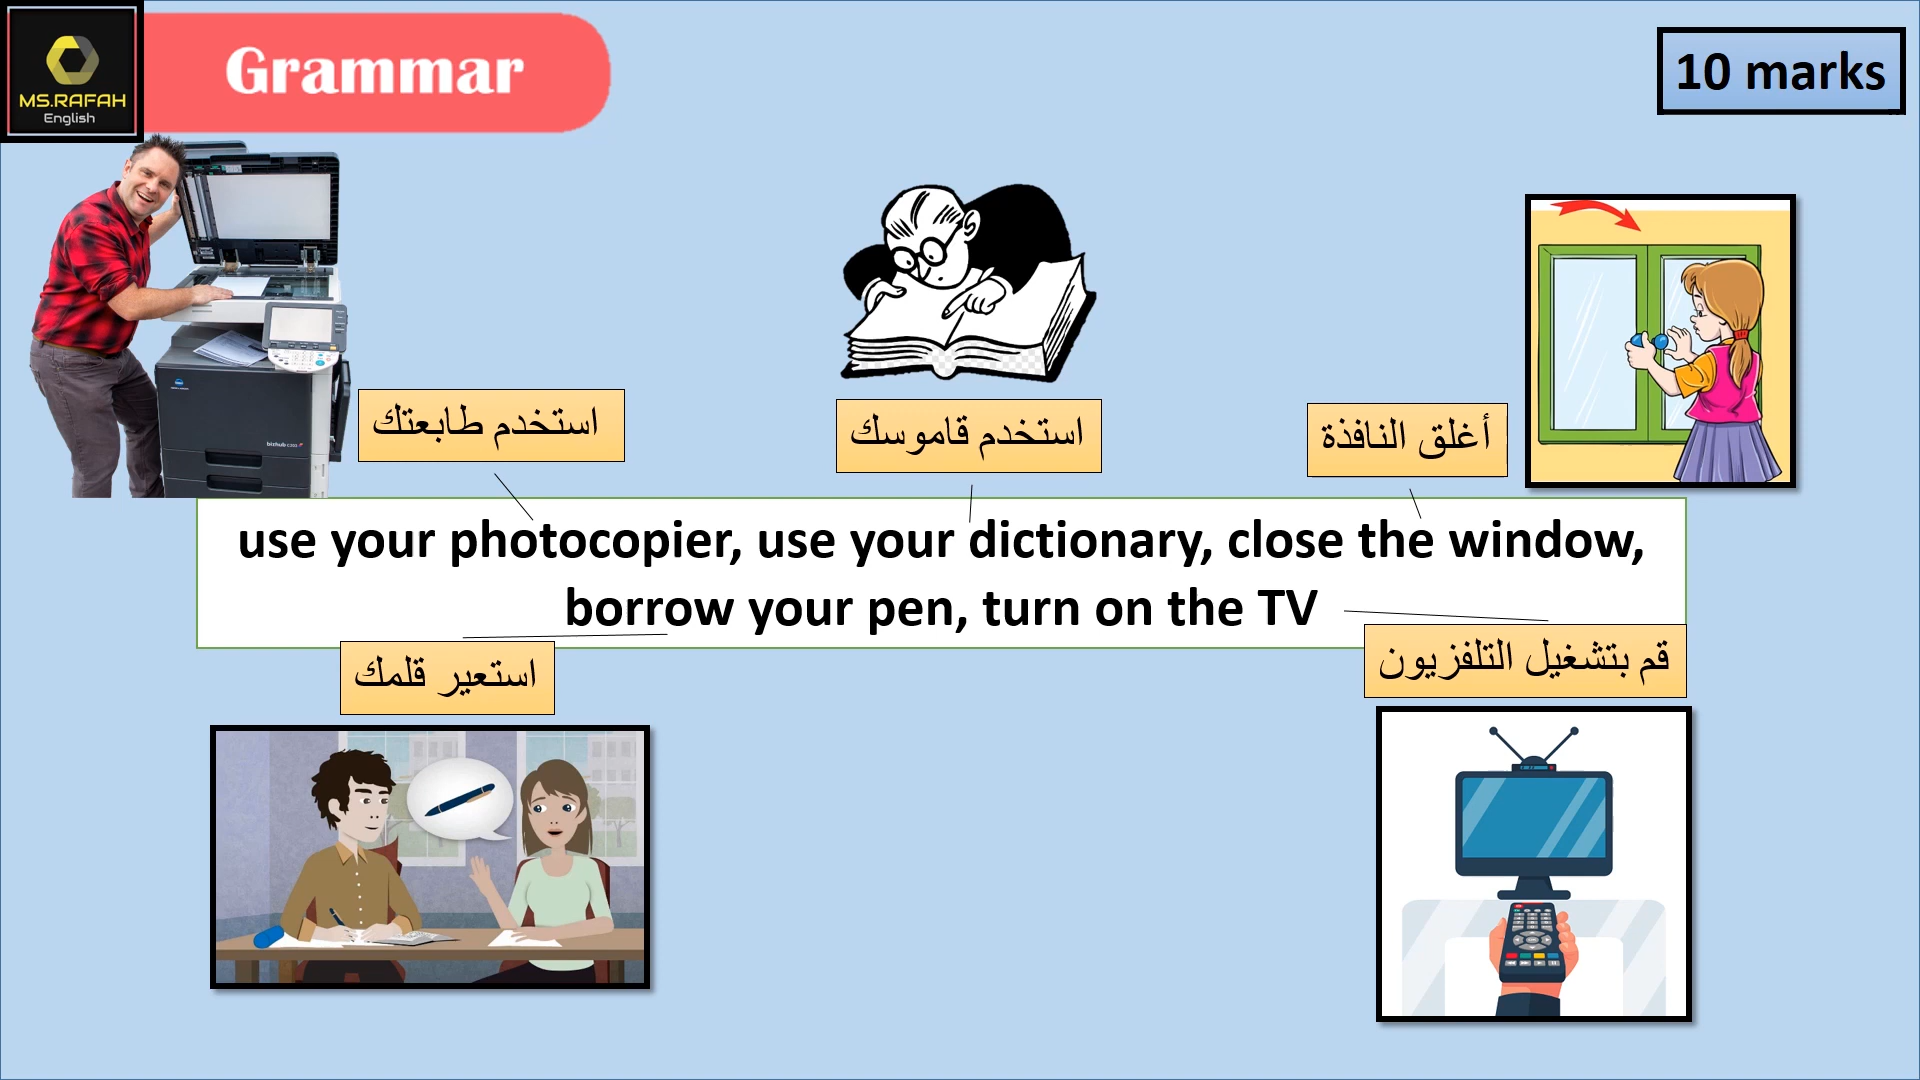 MS.RAFAH
English
Grammar
10 marks
استخدم طابعتك
استخدم قاموسك
أغلق النافذة
use your photocopier, use your dictionary, close the window,
borrow your pen, turn on the TV
استعير قلمك
قم بتشغيل التلفزيون